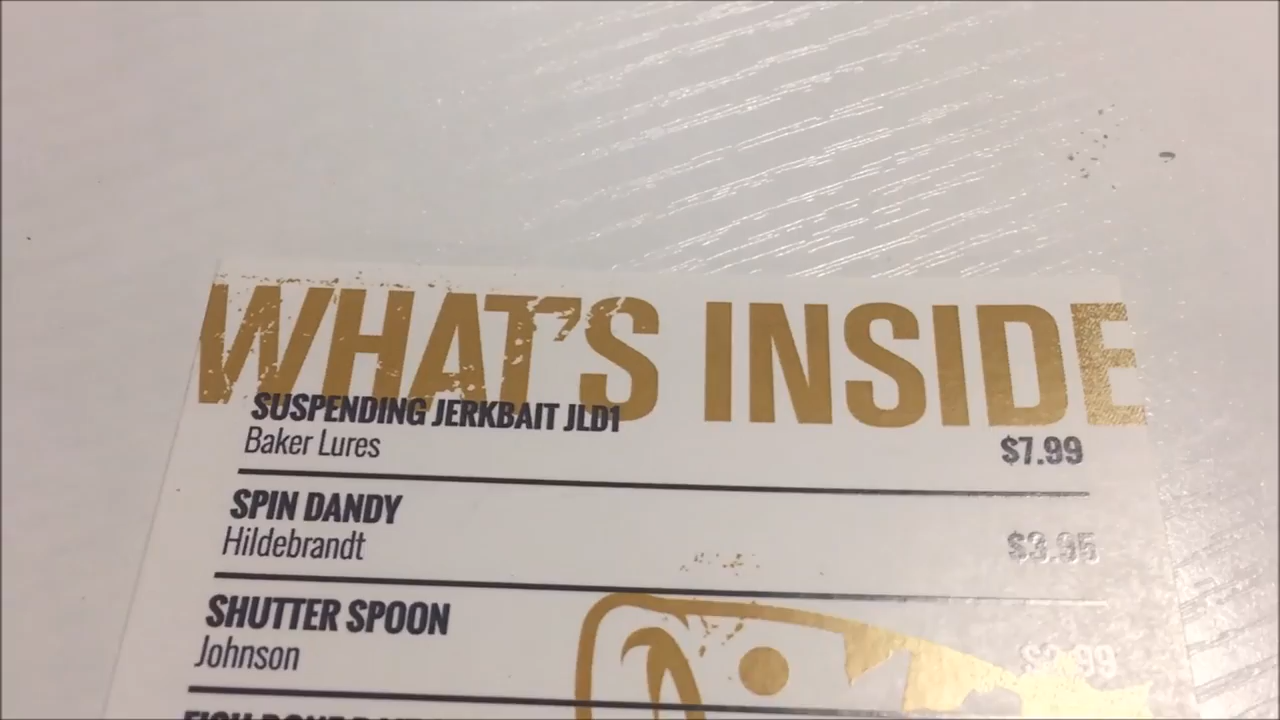 WHAT'S INSIDE
SUSPENDING JERKBAIT JLD1
Baker Lures
$7.99
SPIN DANDY
Hildebrandt
$3.95
SHUTTER SPOON
Johnson